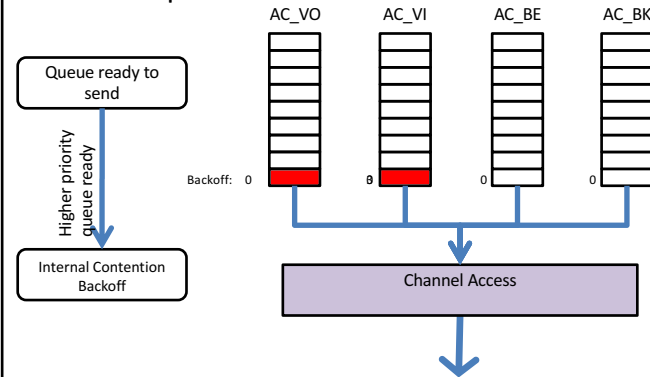 AC_VO AC_VI AC_BE AC_BK
Queue ready to
send
Higher priority
queue ready
Backoff: 0 0 0
Internal Contention
Backoff
Channel Access